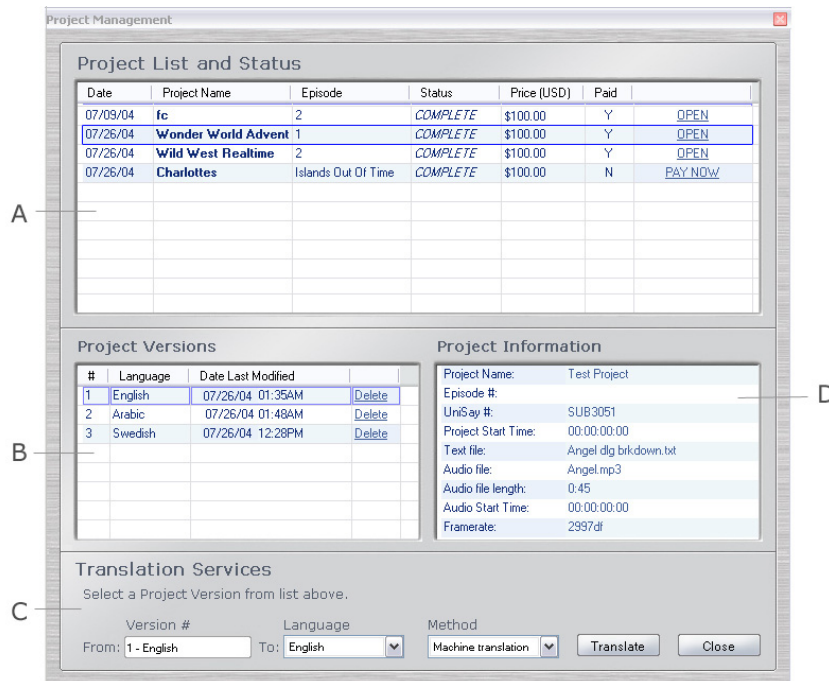 Project Management
Project List and Status
Date Project Name Episode Status Price (USD) Paid
07/09/04 fc 2 COMPLETE $100.00 Y OPEN
07/26/04 Wonder World Advent 1 COMPLETE $100.00 Y OPEN
07/26/04 Wild West Realtime 2 COMPLETE $100.00 Y OPEN
07/26/04 Charlottes Islands Out Of Time COMPLETE $100.00 N PAY NOW
A
Project Versions
# Language Date Last Modified
1 English 07/26/04 01:35AM Delete
2 Arabic 07/26/04 01:48AM Delete
3 Swedish 07/26/04 12:28PM Delete
B
Project Information
Project Name: Test Project
Episode #:
UniSay #: SUB3051
Project Start Time: 00:00:00:00
Text file: Angel dlg brkdown.txt
Audio file: Angel.mp3
Audio file length: 0:45
Audio Start Time: 00:00:00:00
Framerate: 2997df
D
Translation Services
Select a Project Version from list above.
C
Version # Language Method
From: 1 - English To: English Machine translation Translate Close